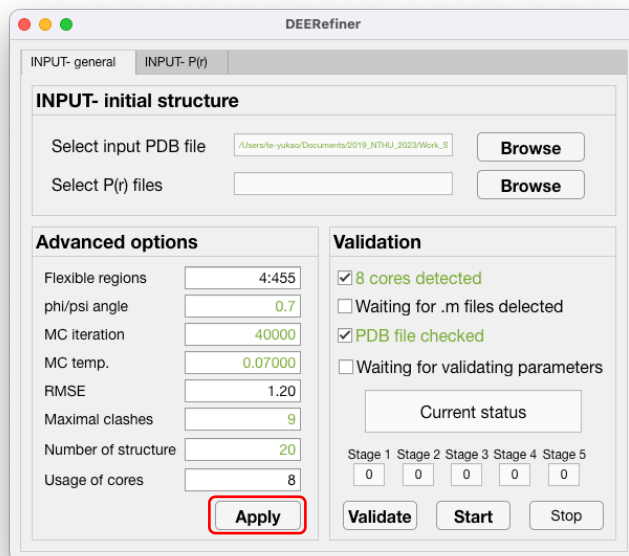 DEERefiner
INPUT- general INPUT- P(r)
INPUT- initial structure
Select input PDB file /Users/te-yukao/Documents/2019_NTHU_2023/Work_S Browse
Select P(r) files Browse
Advanced options
Flexible regions 4:455
phi/psi angle 0.7
MC iteration 40000
MC temp. 0.07000
RMSE 1.20
Maximal clashes 9
Number of structure 20
Usage of cores 8
Apply
Validation
8 cores detected
Waiting for .m files delected
PDB file checked
Waiting for validating parameters
Current status
Stage 1 Stage 2 Stage 3 Stage 4 Stage 5
0 0 0 0 0
Validate Start Stop